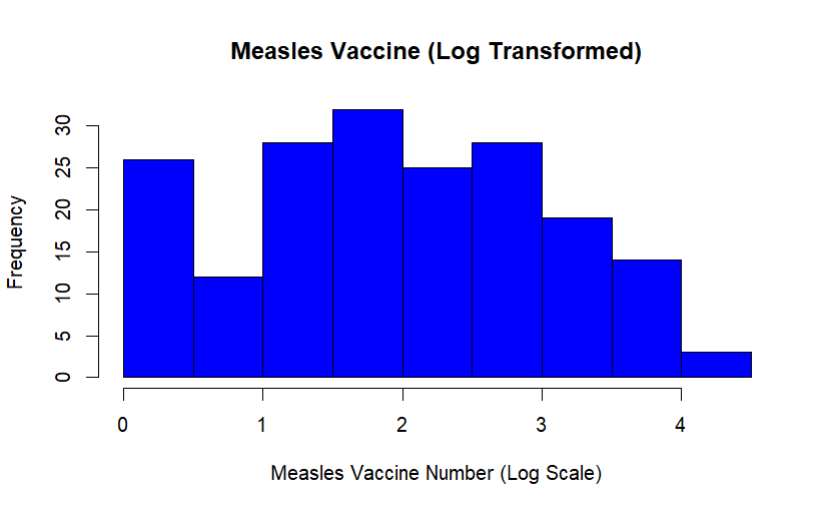 Measles Vaccine (Log Transformed)
30
25
20
15
10
5
0
Frequency
0 1 2 3 4
Measles Vaccine Number (Log Scale)